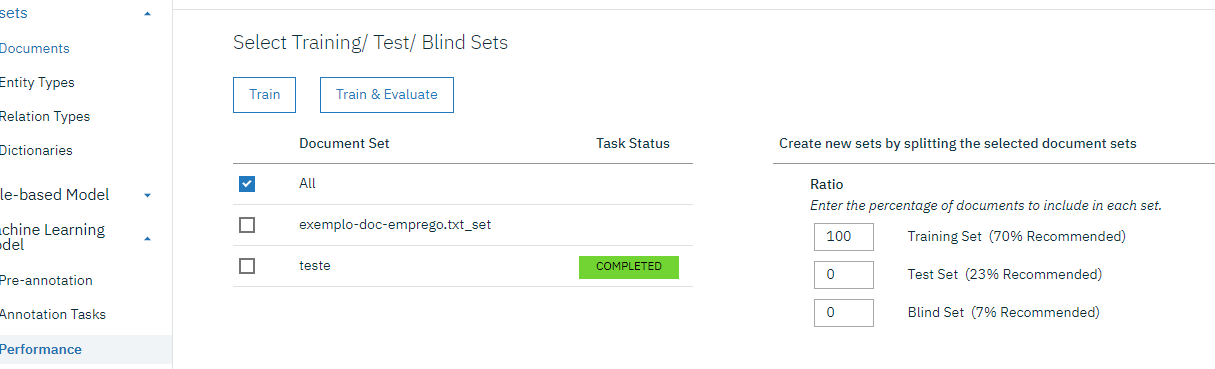 sets
Documents
Entity Types
Relation Types
Dictionaries
le-based Model
achine Learning
odel
Pre-annotation
Annotation Tasks
Performance
Select Training/ Test/ Blind Sets
Train
Train & Evaluate
Document Set Task Status
All
exemplo-doc-emprego.txt_set
teste COMPLETED
Create new sets by splitting the selected document sets
Ratio
Enter the percentage of documents to include in each set.
100 Training Set (70% Recommended)
0 Test Set (23% Recommended)
0 Blind Set (7% Recommended)